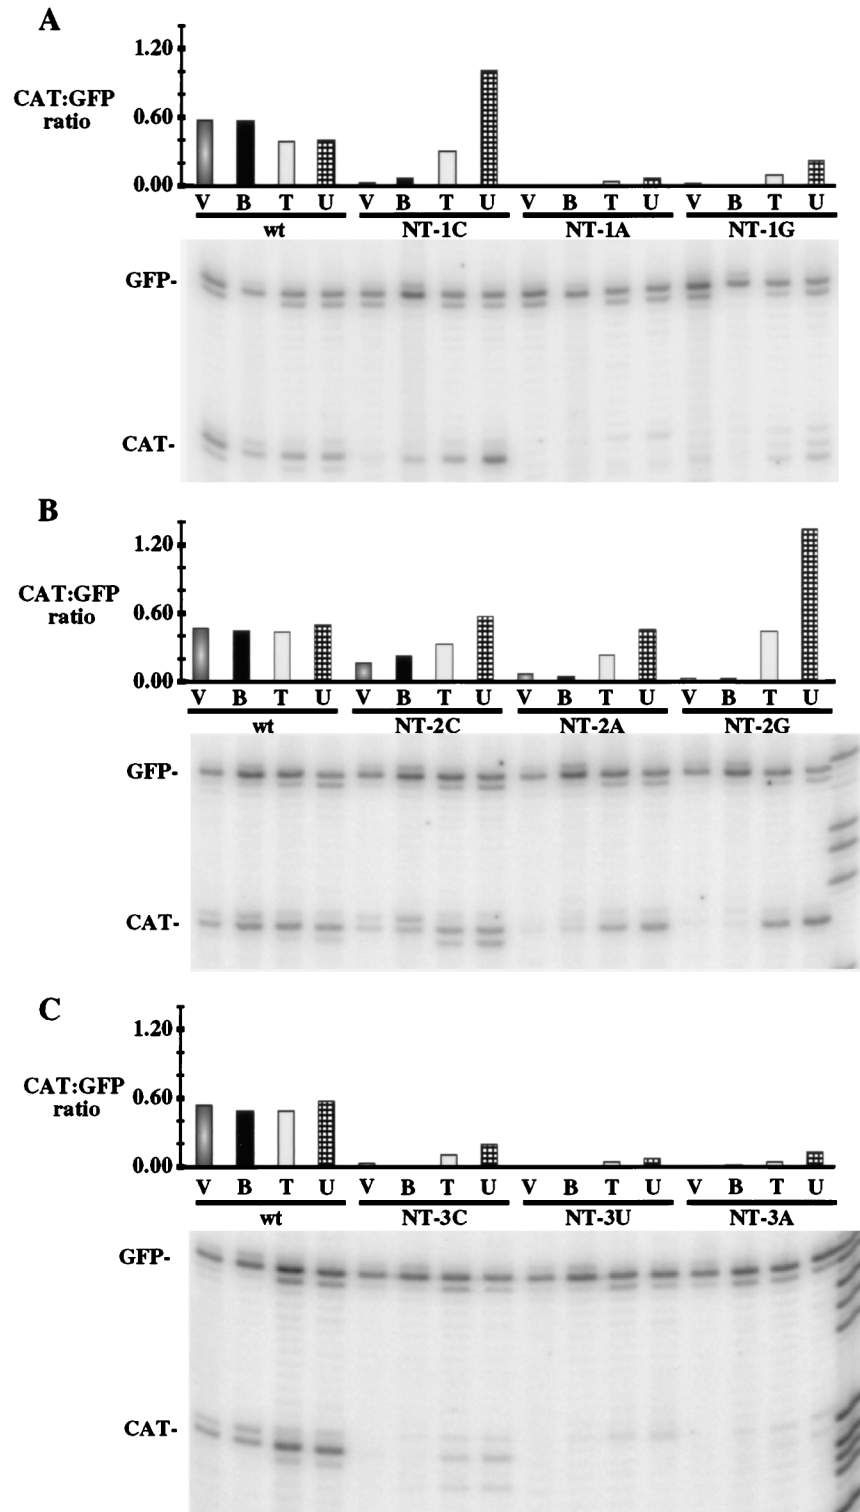 A
1.20
CAT:GFP
ratio
0.60
0.00
V B T U V B T U V B T U V B T U
wt NT-1C NT-1A NT-1G
GFP-
CAT-
B
1.20
CAT:GFP
ratio
0.60
0.00
V B T U V B T U V B T U V B T U
wt NT-2C NT-2A NT-2G
GFP-
CAT-
C
1.20
CAT:GFP
ratio
0.60
0.00
V B T U V B T U V B T U V B T U
wt NT-3C NT-3U NT-3A
GFP-
CAT-